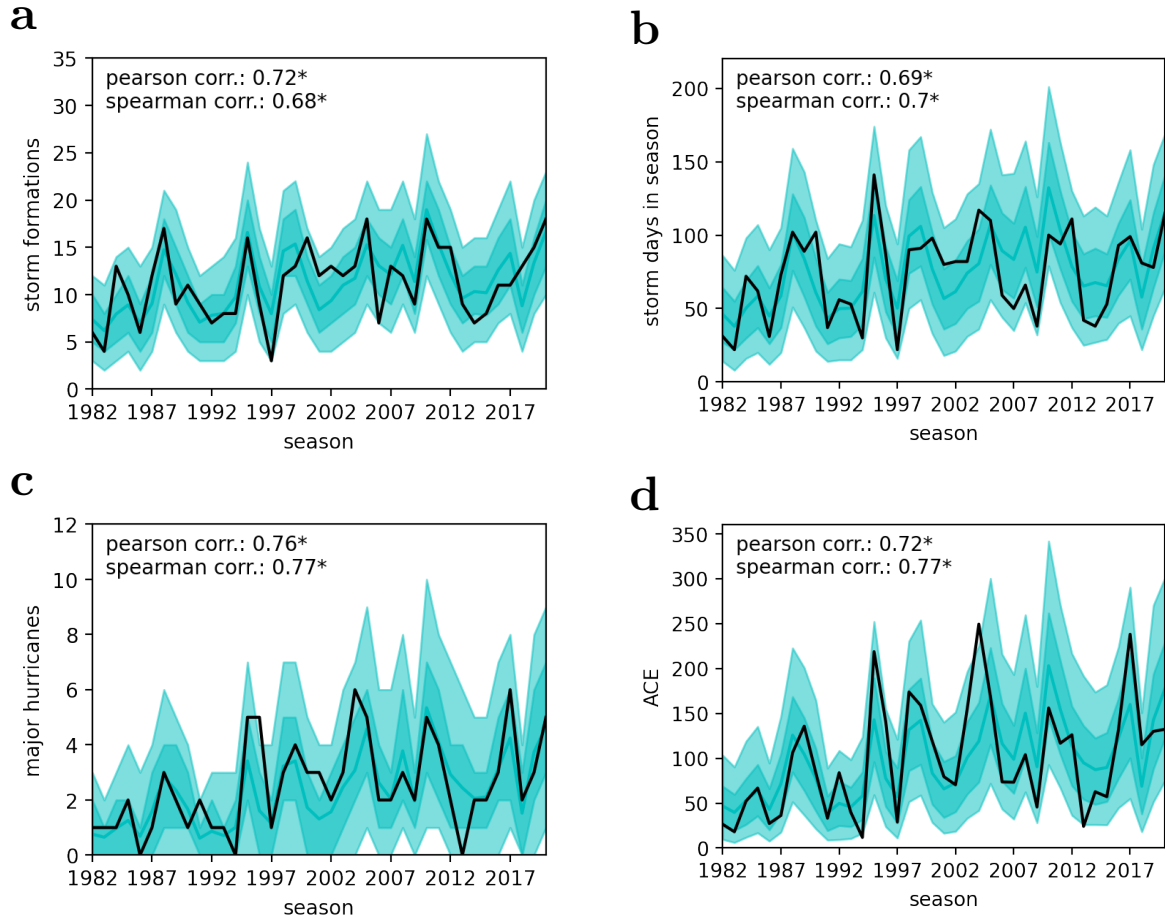 a
pearson corr.: 0.72*
spearman corr.: 0.68*
storm formations
35
30
25
20
15
10
5
0
1982 1987 1992 1997 2002 2007 2012 2017
season
b
pearson corr.: 0.69*
spearman corr.: 0.7*
storm days in season
200
150
100
50
0
1982 1987 1992 1997 2002 2007 2012 2017
season
c
pearson corr.: 0.76*
spearman corr.: 0.77*
major hurricanes
12
10
8
6
4
2
0
1982 1987 1992 1997 2002 2007 2012 2017
season
d
pearson corr.: 0.72*
spearman corr.: 0.77*
ACE
350
300
250
200
150
100
50
0
1982 1987 1992 1997 2002 2007 2012 2017
season